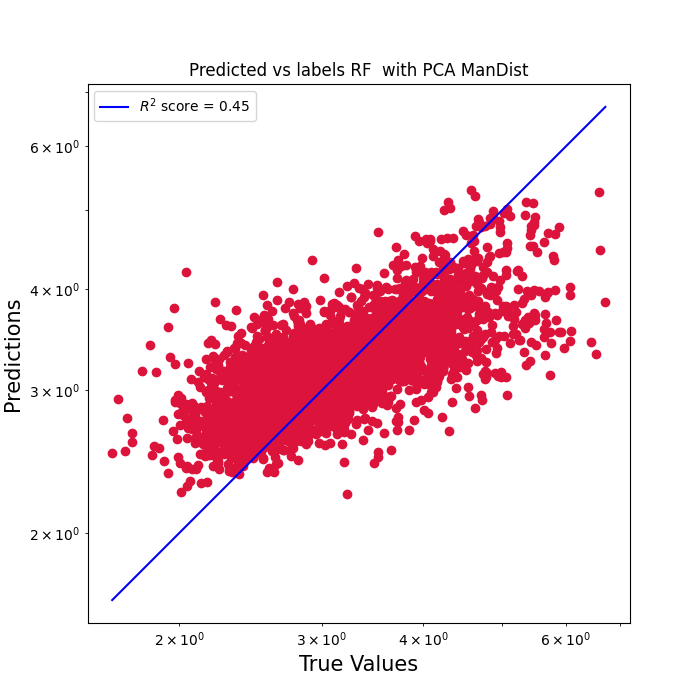 Predicted vs labels RF  with PCA ManDist
R² score = 0.45
6 × 10⁰
4 × 10⁰
3 × 10⁰
2 × 10⁰
Predictions
2 × 10⁰ 3 × 10⁰ 4 × 10⁰ 6 × 10⁰
True Values